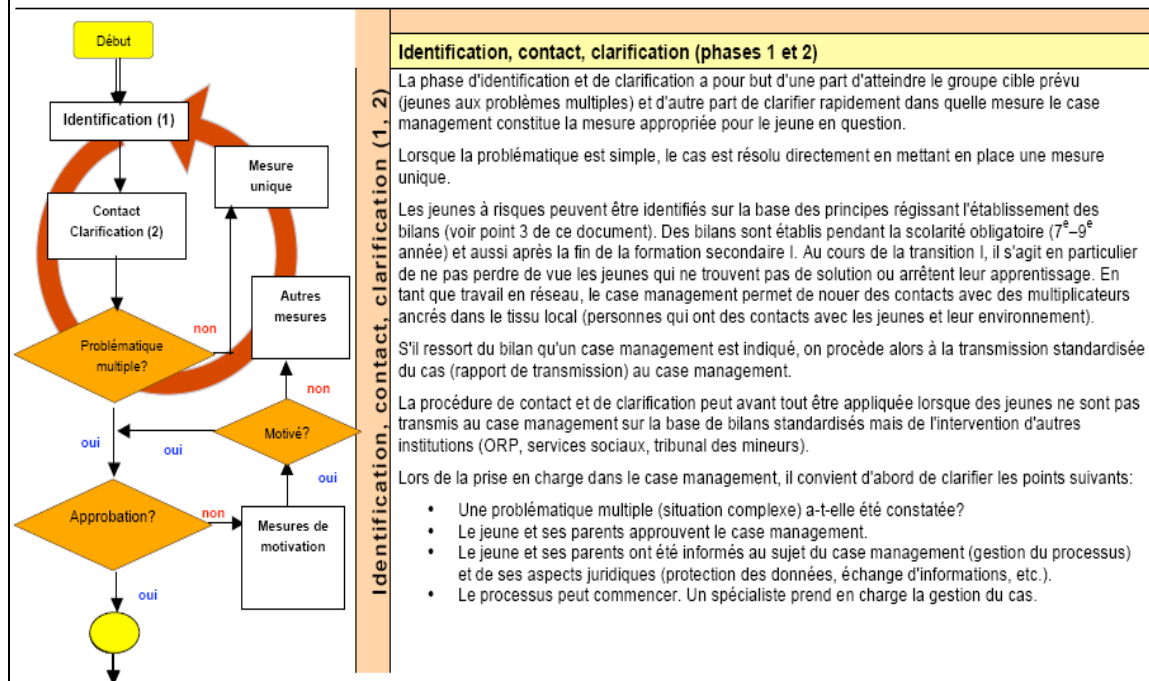 Début
Identification (1)
Mesure
unique
Contact
Clarification (2)
Autres
mesures
non
Problématique
multiple?
non
Motivé?
oui
oui
oui
Approbation?
non
Mesures de
motivation
oui
Identification, contact, clarification (1, 2)
Identification, contact, clarification (phases 1 et 2)
La phase d'identification et de clarification a pour but d'une part d'atteindre le groupe cible prévu
(jeunes aux problèmes multiples) et d'autre part de clarifier rapidement dans quelle mesure le case
management constitue la mesure appropriée pour le jeune en question.
Lorsque la problématique est simple, le cas est résolu directement en mettant en place une mesure
unique.
Les jeunes à risques peuvent être identifiés sur la base des principes régissant l'établissement des
bilans (voir point 3 de ce document). Des bilans sont établis pendant la scolarité obligatoire (7e–9e
année) et aussi après la fin de la formation secondaire I. Au cours de la transition I, il s'agit en particulier
de ne pas perdre de vue les jeunes qui ne trouvent pas de solution ou arrêtent leur apprentissage. En
tant que travail en réseau, le case management permet de nouer des contacts avec des multiplicateurs
ancrés dans le tissu local (personnes qui ont des contacts avec les jeunes et leur environnement).
S'il ressort du bilan qu'un case management est indiqué, on procède alors à la transmission standardisée
du cas (rapport de transmission) au case management.
La procédure de contact et de clarification peut avant tout être appliquée lorsque des jeunes ne sont pas
transmis au case management sur la base de bilans standardisés mais de l'intervention d'autres
institutions (ORP, services sociaux, tribunal des mineurs).
Lors de la prise en charge dans le case management, il convient d'abord de clarifier les points suivants:
• Une problématique multiple (situation complexe) a-t-elle été constatée?
• Le jeune et ses parents approuvent le case management.
• Le jeune et ses parents ont été informés au sujet du case management (gestion du processus)
et de ses aspects juridiques (protection des données, échange d'informations, etc.).
• Le processus peut commencer. Un spécialiste prend en charge la gestion du cas.